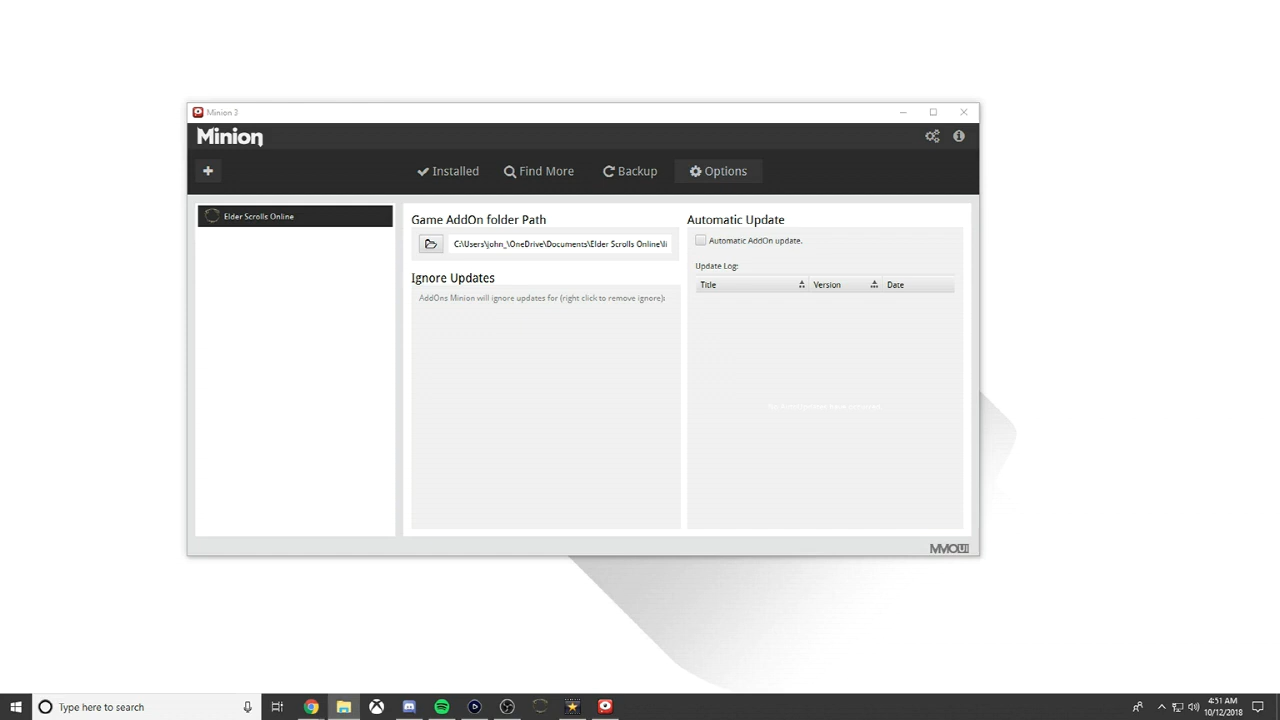 Minion 3
Minion
Installed
Find More
Backup
Options
Elder Scrolls Online
Game AddOn folder Path
C:\Users\john_\OneDrive\Documents\Elder Scrolls Online\li
Ignore Updates
AddOns Minion will ignore updates for (right click to remove ignore):
Automatic Update
Automatic AddOn update.
Update Log:
Title Version Date
MMOUI
Type here to search
4:51 AM
10/12/2018